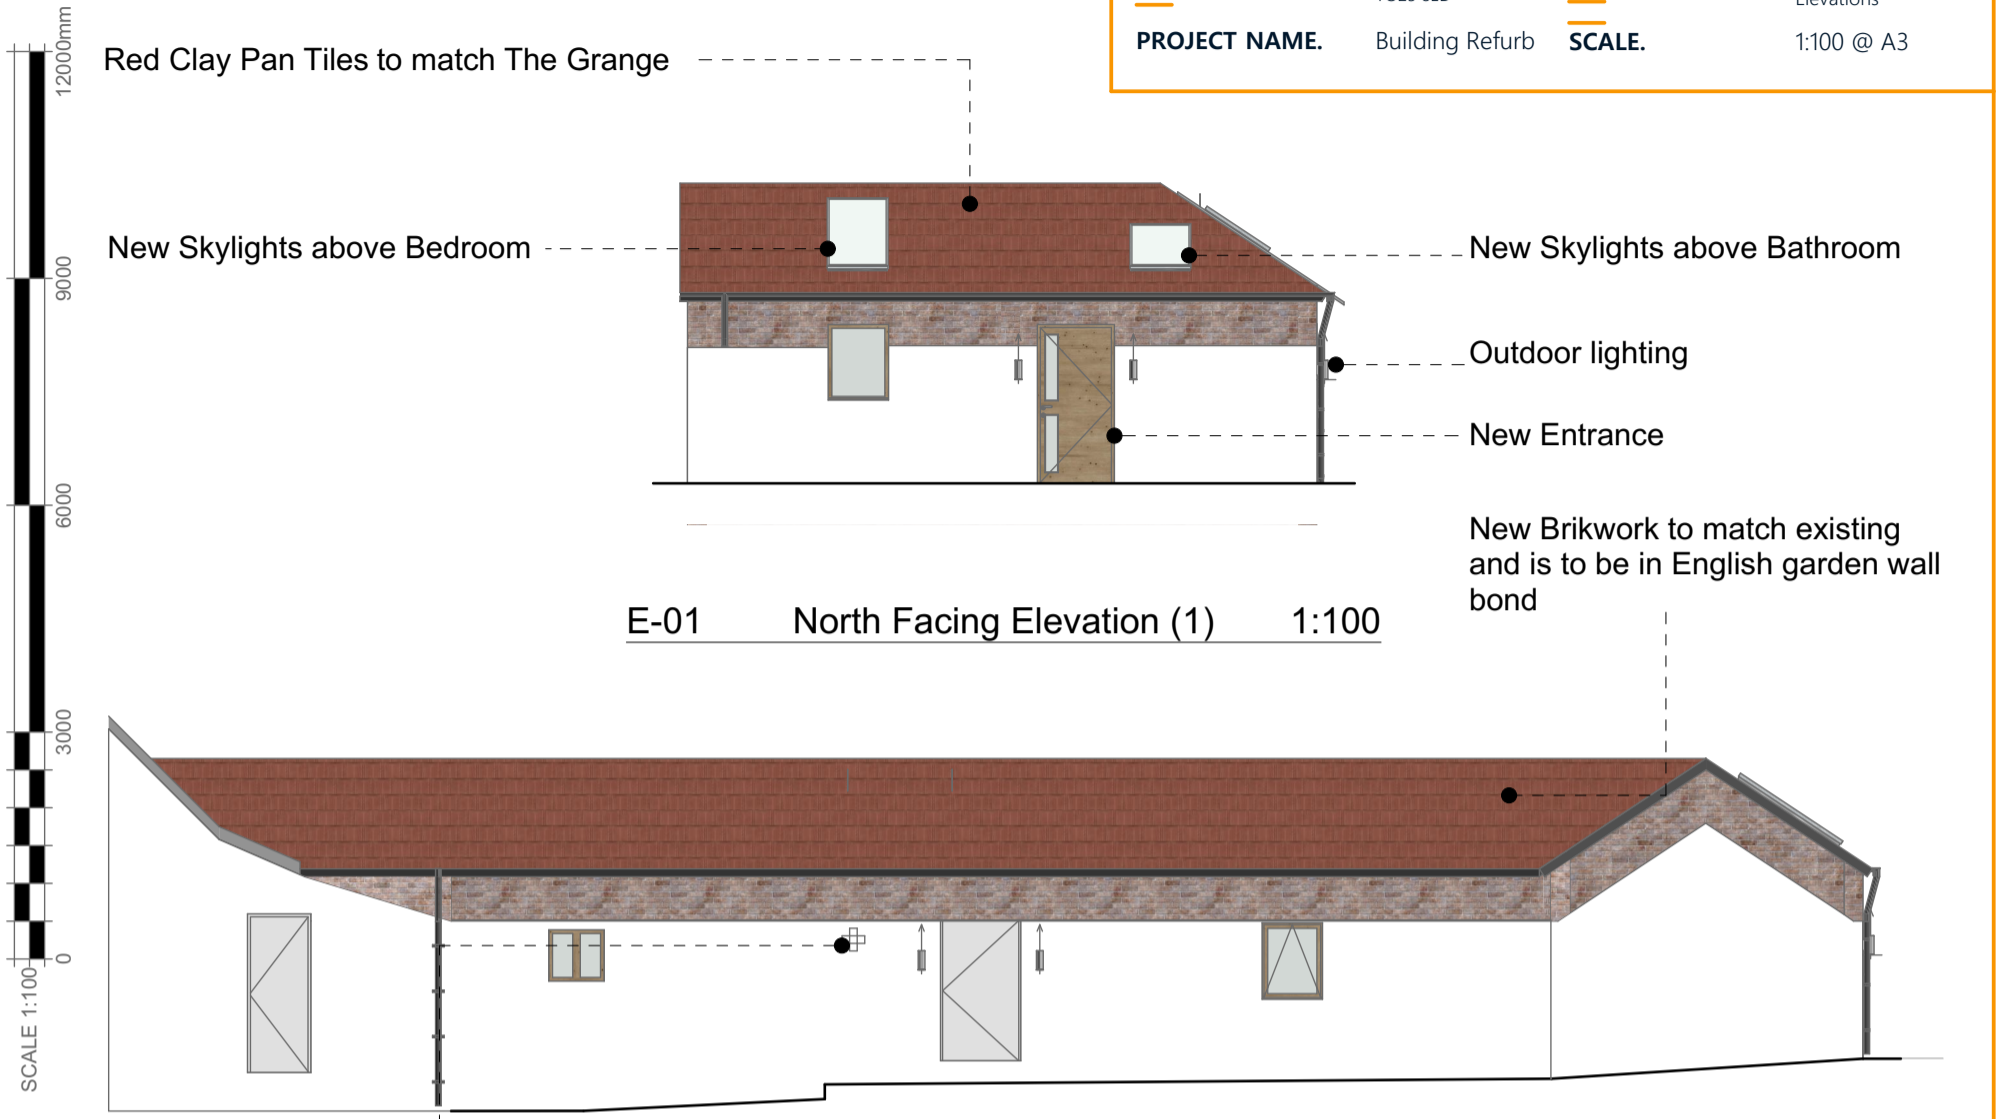 Elevations
PROJECT NAME.
Building Refurb
SCALE.
1:100 @ A3
Red Clay Pan Tiles to match The Grange
New Skylights above Bedroom
New Skylights above Bathroom
Outdoor lighting
New Entrance
New Brikwork to match existing
and is to be in English garden wall
bond
E-01 North Facing Elevation (1) 1:100
12000mm
9000
6000
3000
0
SCALE 1:100